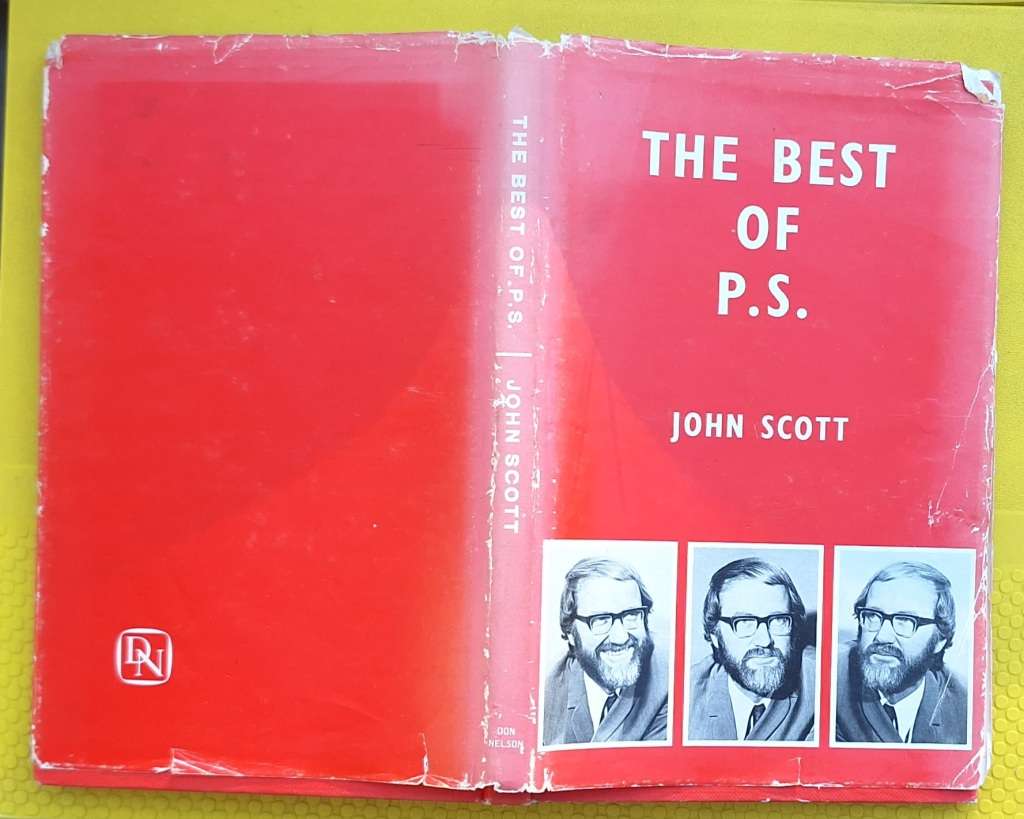 THE BEST
OF
P.S.
JOHN SCOTT
THE BEST OF P.S. | JOHN SCOTT
DON
NELSON
DN